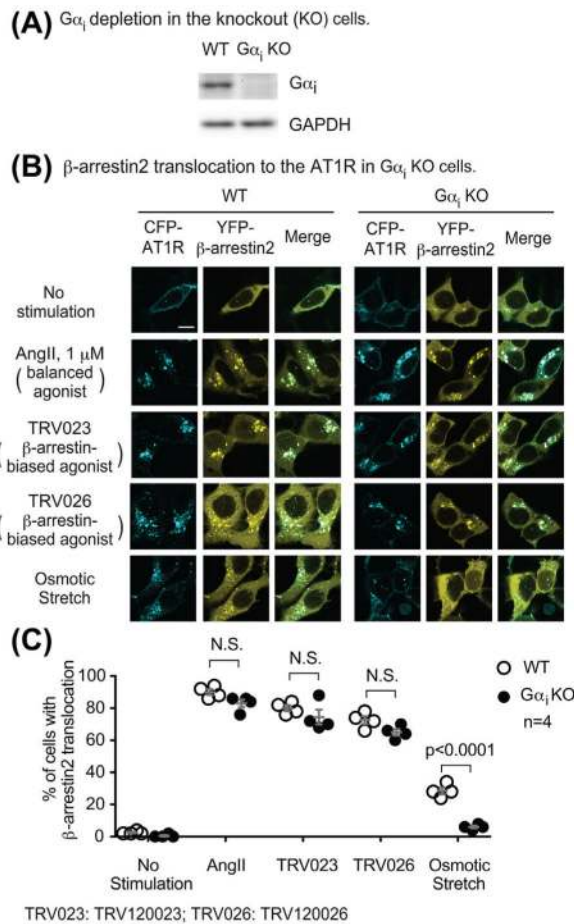 (A) Gαi depletion in the knockout (KO) cells.
WT Gαi KO
Gαi
GAPDH
(B) β-arrestin2 translocation to the AT1R in Gαi KO cells.
WT Gαi KO
CFP- YFP- Merge CFP- YFP- Merge
AT1R β-arrestin2 AT1R β-arrestin2
No
stimulation
AngII, 1 μM
( balanced )
agonist
TRV023
( β-arrestin- )
biased agonist
TRV026
( β-arrestin- )
biased agonist
Osmotic
Stretch
(C)
% of cells with
β-arrestin2 translocation
100
80
60
40
20
0
N.S.
N.S.
N.S.
p<0.0001
WT
Gαi KO
n=4
No AngII TRV023 TRV026 Osmotic
Stimulation Stretch
TRV023: TRV120023; TRV026: TRV120026